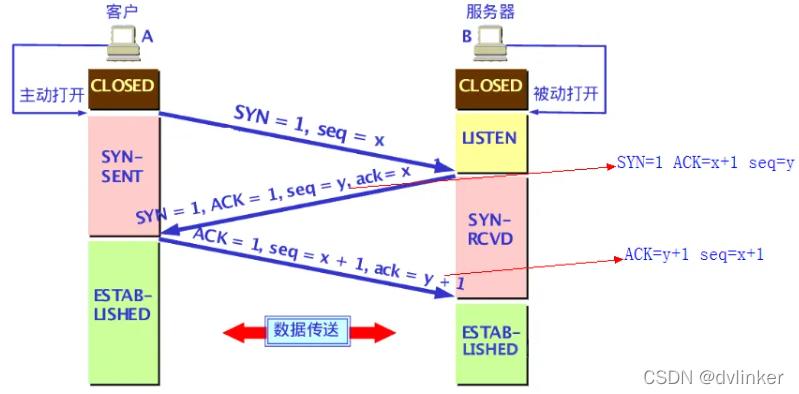 客户
服务器
A
B
CLOSED
CLOSED
主动打开
被动打开
SYN = 1, seq = x
LISTEN
SYN-
SENT
SYN = 1, ACK = 1, seq = y, ack= x 1
SYN=1 ACK=x+1 seq=y
SYN-
RCVD
ACK = 1, seq = x + 1, ack = y + 1
ACK=y+1 seq=x+1
ESTAB-
LISHED
数据传送
ESTAB-
LISHED
CSDN @dvlinker